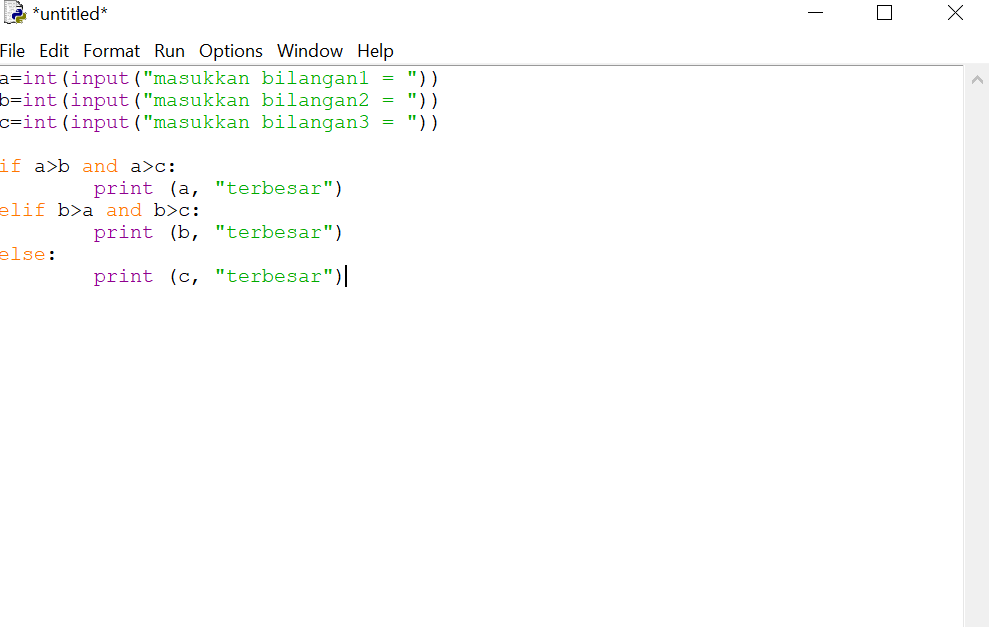 *untitled*
File Edit Format Run Options Window Help
a=int(input("masukkan bilangan1 = "))
b=int(input("masukkan bilangan2 = "))
c=int(input("masukkan bilangan3 = "))
if a>b and a>c:
        print (a, "terbesar")
elif b>a and b>c:
        print (b, "terbesar")
else:
        print (c, "terbesar")